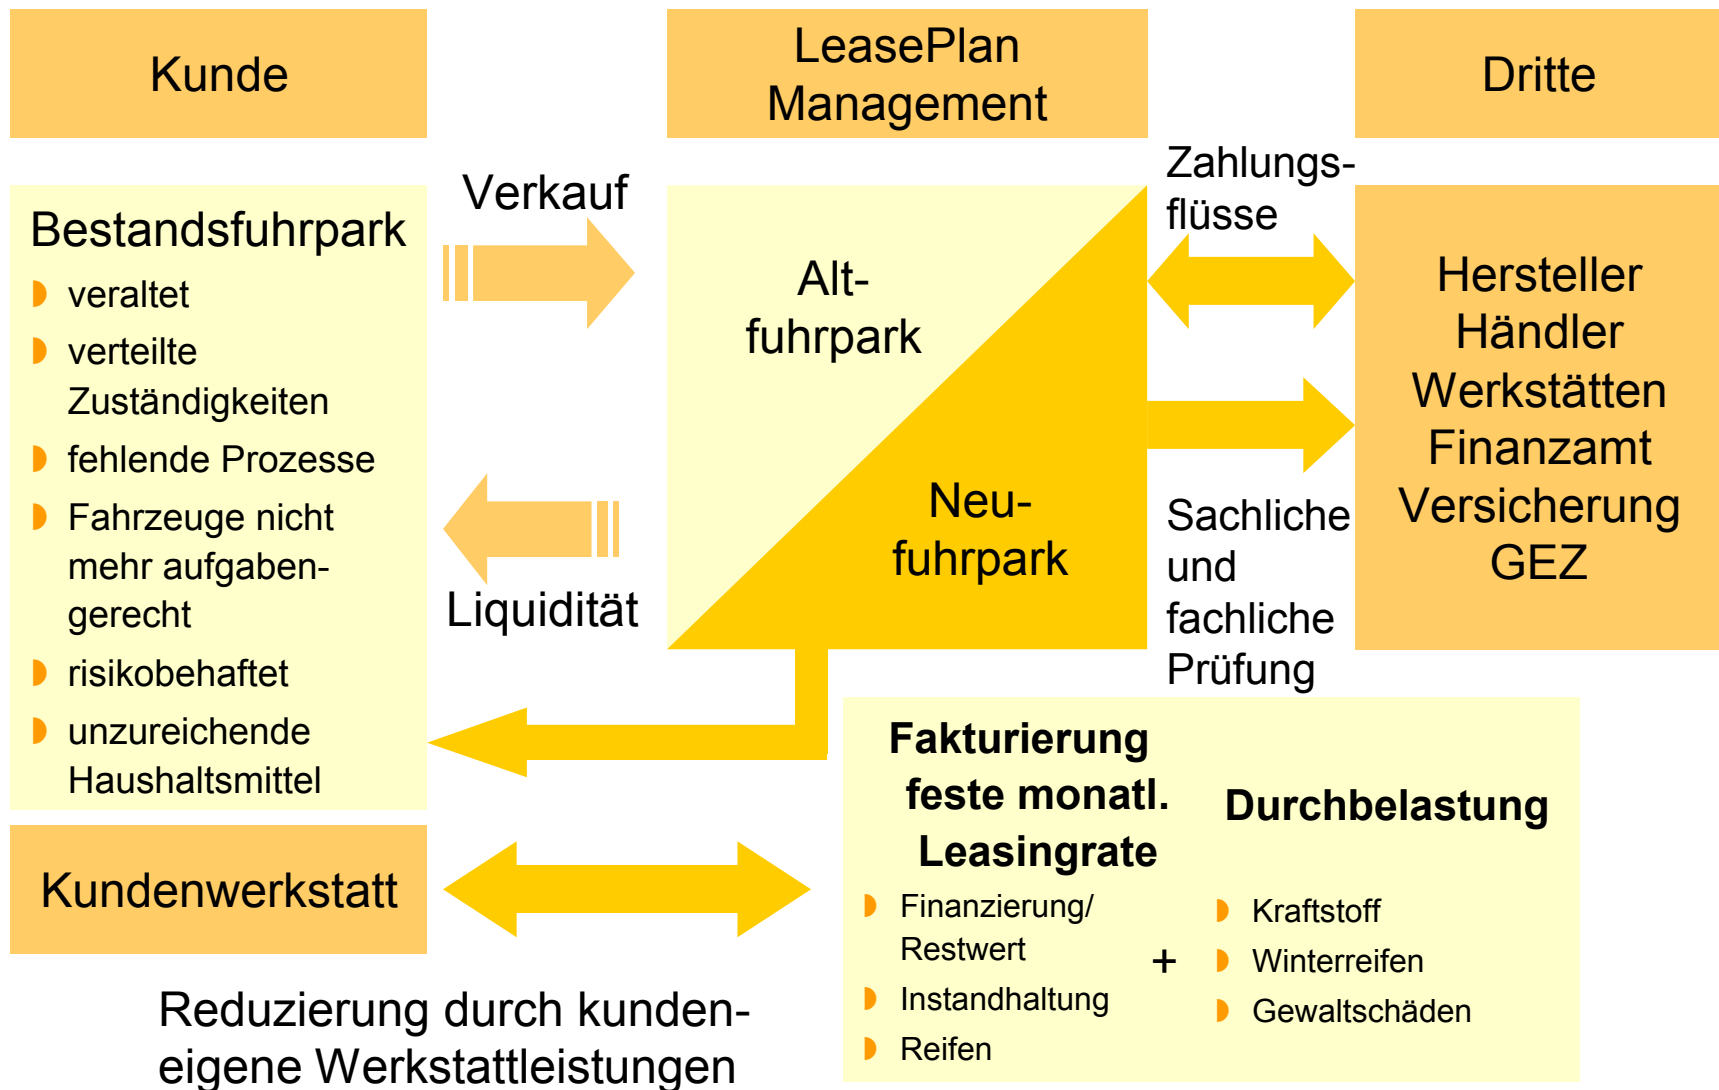 Kunde
LeasePlan
Management
Dritte
Bestandsfuhrpark
veraltet
verteilte
Zuständigkeiten
fehlende Prozesse
Fahrzeuge nicht
mehr aufgaben-
gerecht
risikobehaftet
unzureichende
Haushaltsmittel
Verkauf
Liquidität
Alt-
fuhrpark
Neu-
fuhrpark
Zahlungs-
flüsse
Sachliche
und
fachliche
Prüfung
Hersteller
Händler
Werkstätten
Finanzamt
Versicherung
GEZ
Kundenwerkstatt
Reduzierung durch kunden-
eigene Werkstattleistungen
Fakturierung
feste monatl.
Leasingrate
Finanzierung/
Restwert
Instandhaltung
Reifen
+
Durchbelastung
Kraftstoff
Winterreifen
Gewaltschäden